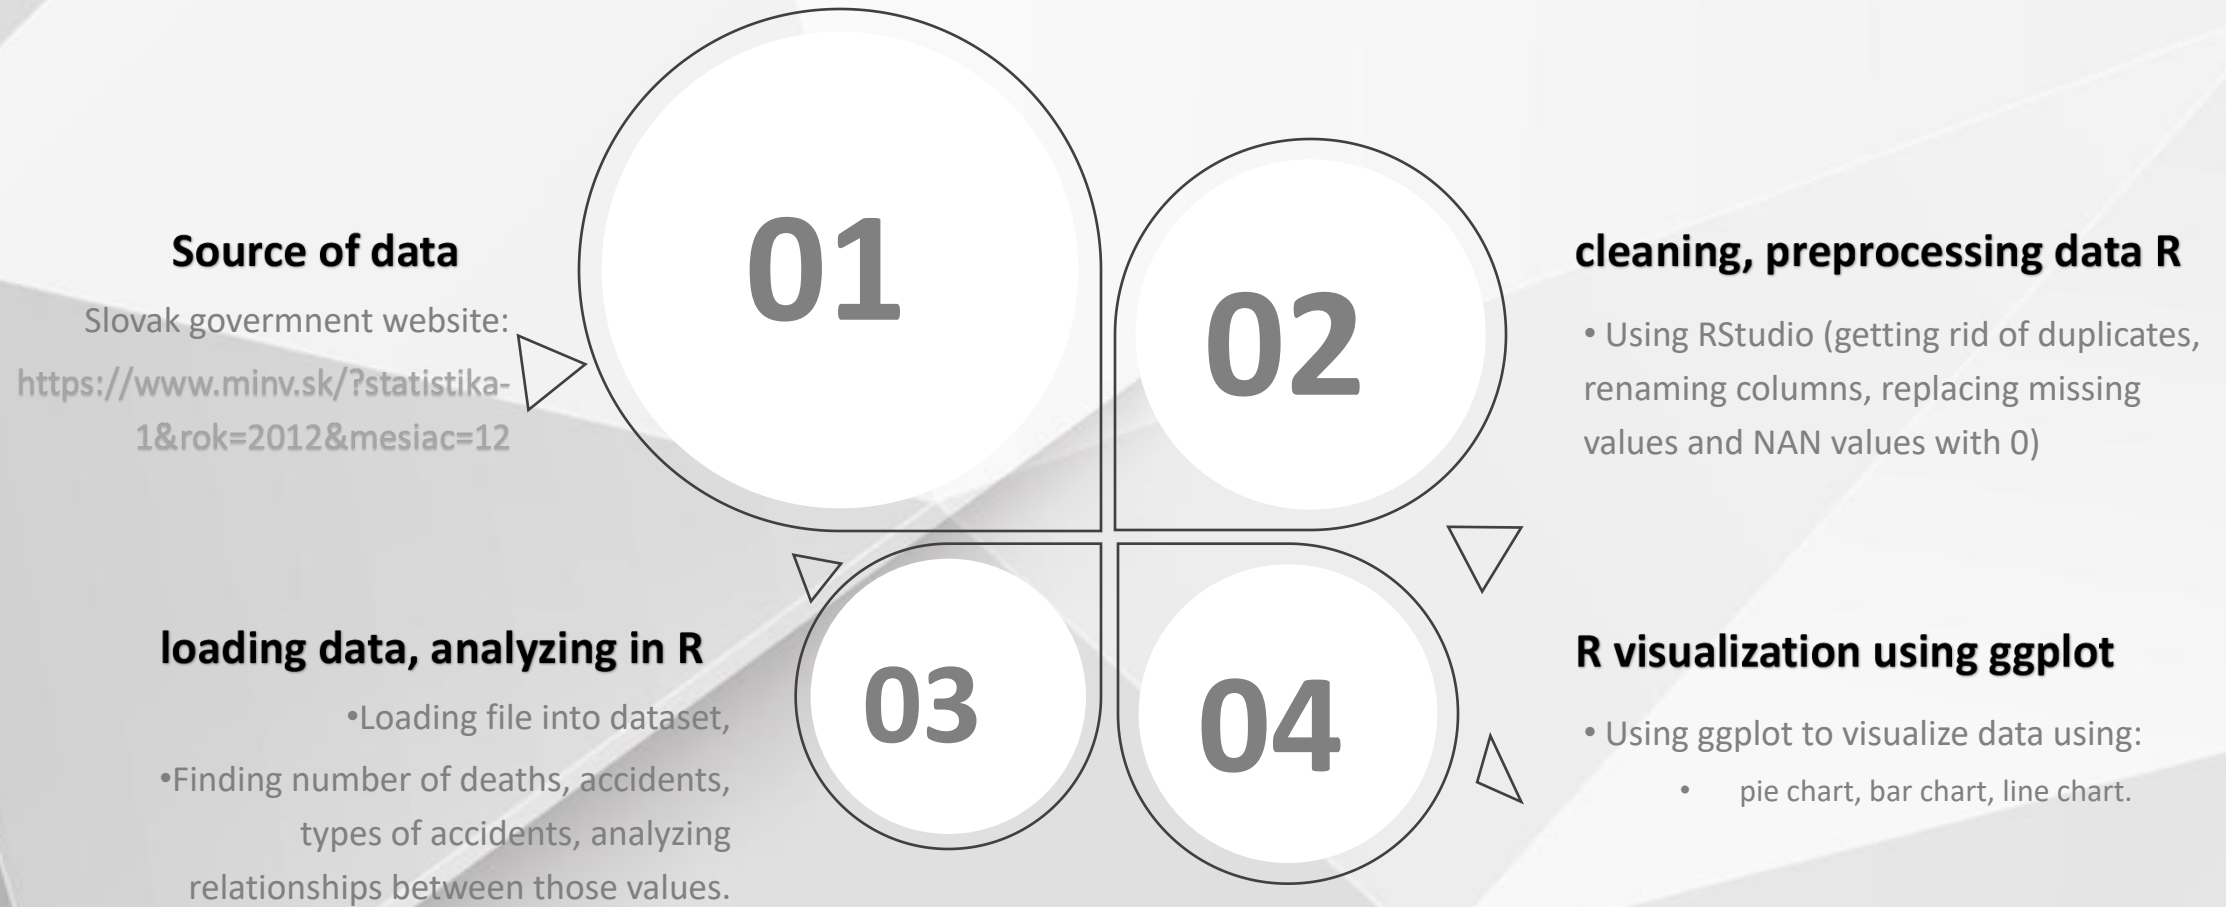 01
Source of data
Slovak govermnent website:
https://www.minv.sk/?statistika-
1&rok=2012&mesiac=12
02
cleaning, preprocessing data R
• Using RStudio (getting rid of duplicates,
renaming columns, replacing missing
values and NAN values with 0)
03
loading data, analyzing in R
•Loading file into dataset,
•Finding number of deaths, accidents,
types of accidents, analyzing
relationships between those values.
04
R visualization using ggplot
• Using ggplot to visualize data using:
• pie chart, bar chart, line chart.